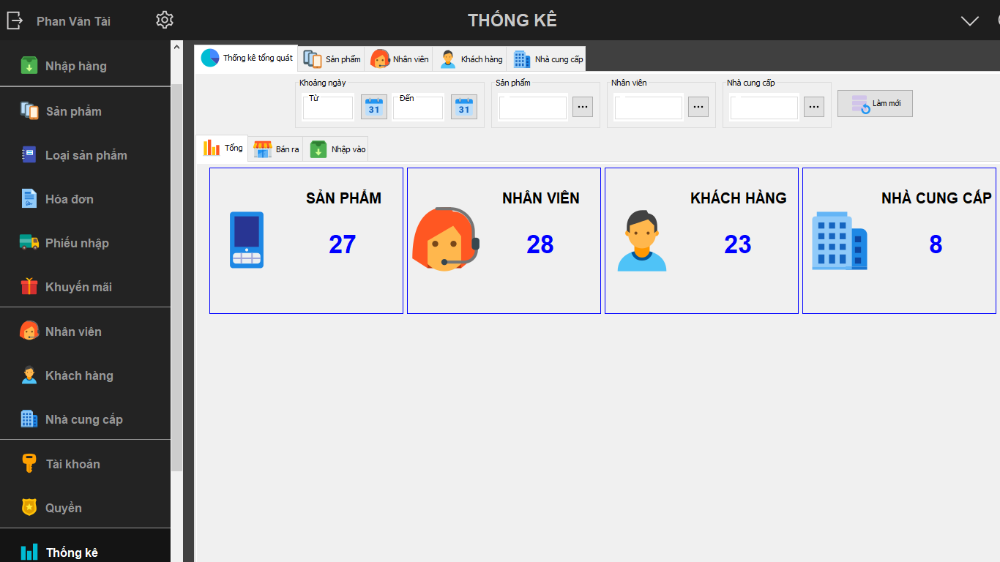 Phan Văn Tài
THỐNG KÊ
Nhập hàng
Sản phẩm
Loại sản phẩm
Hóa đơn
Phiếu nhập
Khuyến mãi
Nhân viên
Khách hàng
Nhà cung cấp
Tài khoản
Quyền
Thống kê
Thống kê tổng quát
Sản phẩm
Nhân viên
Khách hàng
Nhà cung cấp
Khoảng ngày
Từ
31
Đến
31
Sản phẩm
...
Nhân viên
...
Nhà cung cấp
...
Làm mới
Tổng
Bán ra
Nhập vào
SẢN PHẨM
27
NHÂN VIÊN
28
KHÁCH HÀNG
23
NHÀ CUNG CẤP
8